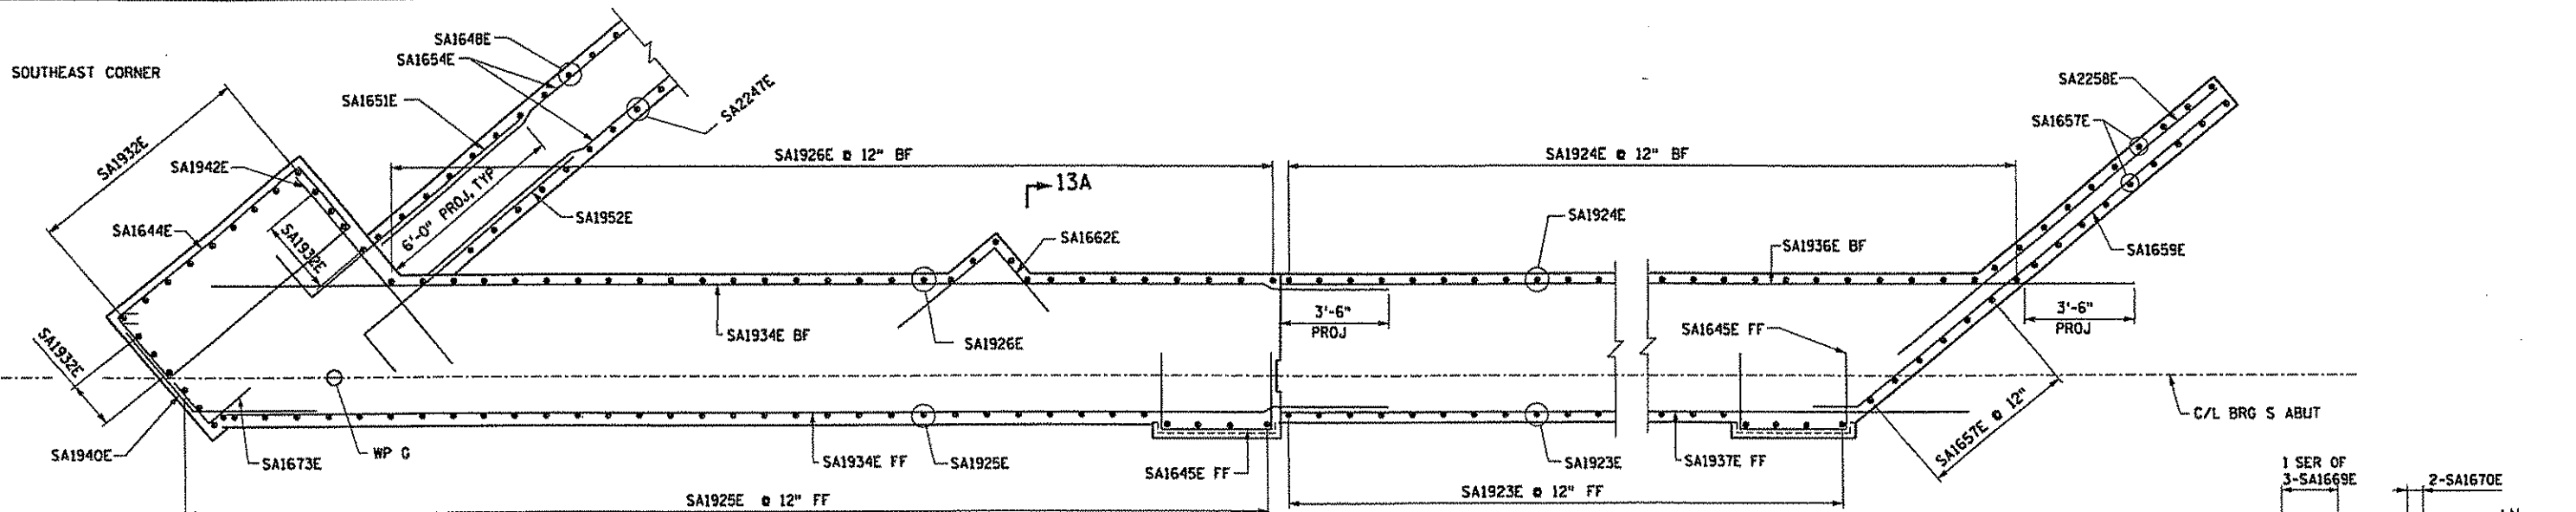 SA1648E
SA1654E
SOUTHEAST CORNER
SA2258E
SA1651E
SA2247E
SA1657E
SA1932E
SA1942E
SA1926E @ 12" BF
SA1924E @ 12" BF
13A
6'-0" PROJ, TYP
SA1952E
SA1924E
SA1644E
SA1932E
SA1662E
SA1936E BF
SA1659E
3'-6"
PROJ
3'-6"
PROJ
SA1934E BF
SA1926E
SA1645E FF
SA1932E
C/L BRG S ABUT
SA1657E @ 12"
SA1940E
SA1673E
WP G
SA1934E FF
SA1925E
SA1645E FF
SA1923E
SA1937E FF
1 SER OF
3-SA1669E
2-SA1670E
SA1925E @ 12" FF
SA1923E @ 12" FF